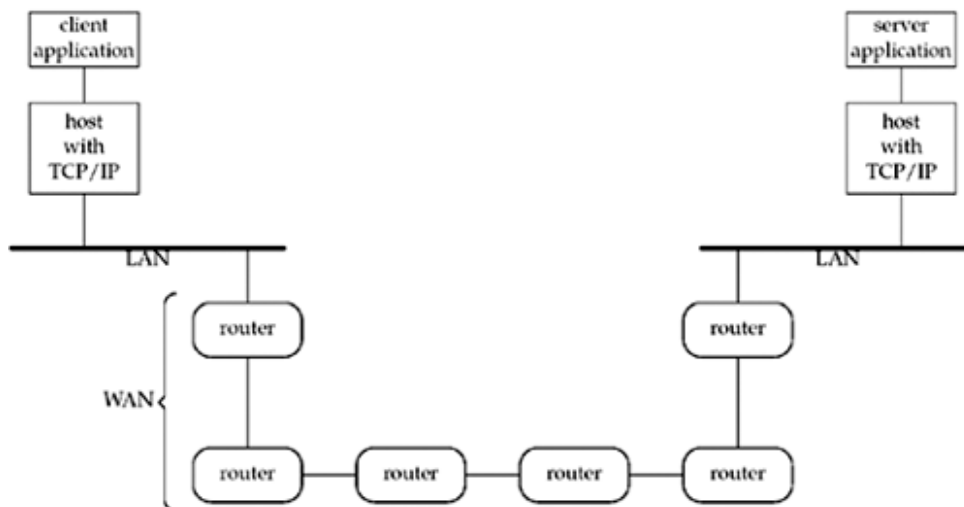 client
application
server
application
host
with
TCP/IP
host
with
TCP/IP
LAN
LAN
router
router
WAN
router
router
router
router